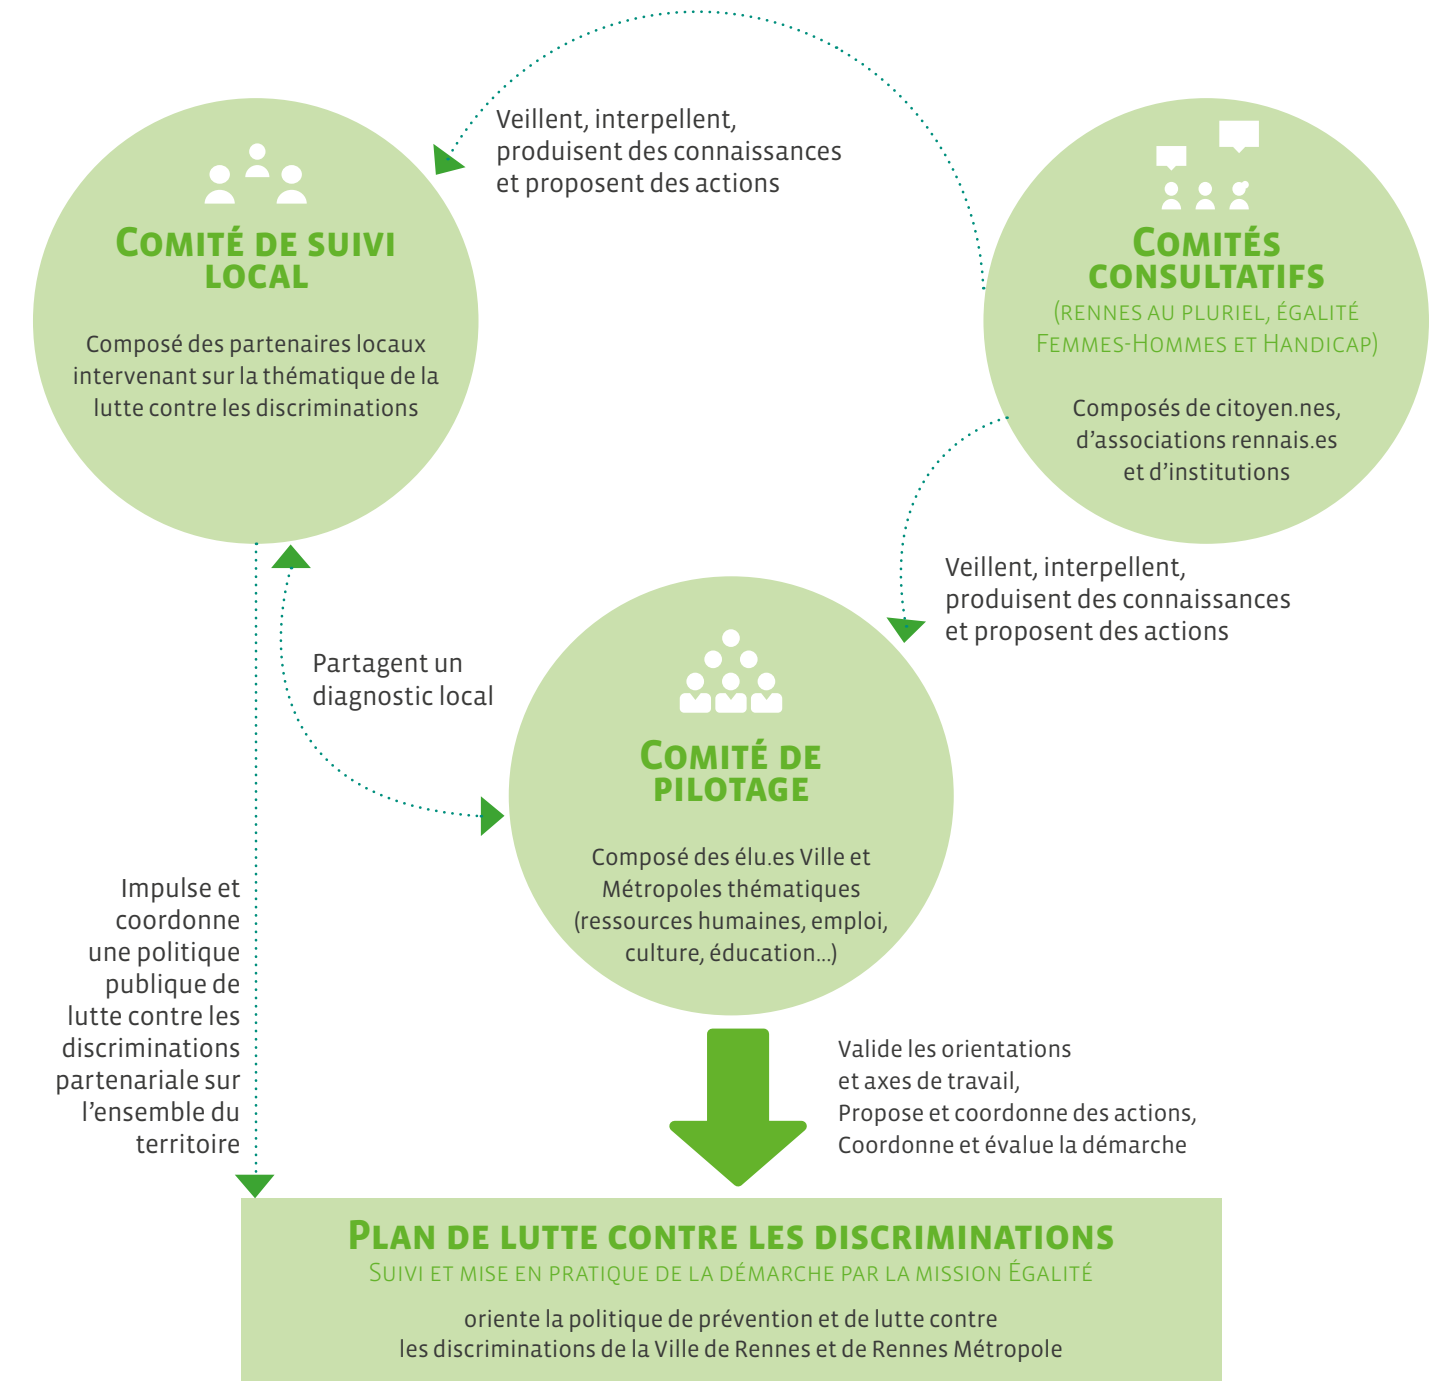 Veillent, interpellent,
produisent des connaissances
et proposent des actions
COMITÉ DE SUIVI
LOCAL
Composé des partenaires locaux
intervenant sur la thématique de la
lutte contre les discriminations
COMITÉS
CONSULTATIFS
(RENNES AU PLURIEL, ÉGALITÉ
FEMMES-HOMMES ET HANDICAP)
Composés de citoyen.nes,
d’associations rennais.es
et d’institutions
Veillent, interpellent,
produisent des connaissances
et proposent des actions
Partagent un
diagnostic local
COMITÉ DE
PILOTAGE
Composé des élu.es Ville et
Métropoles thématiques
(ressources humaines, emploi,
culture, éducation...)
Impulse et
coordonne
une politique
publique de
lutte contre les
discriminations
partenariale sur
l’ensemble du
territoire
Valide les orientations
et axes de travail,
Propose et coordonne des actions,
Coordonne et évalue la démarche
PLAN DE LUTTE CONTRE LES DISCRIMINATIONS
SUIVI ET MISE EN PRATIQUE DE LA DÉMARCHE PAR LA MISSION ÉGALITÉ
oriente la politique de prévention et de lutte contre
les discriminations de la Ville de Rennes et de Rennes Métropole